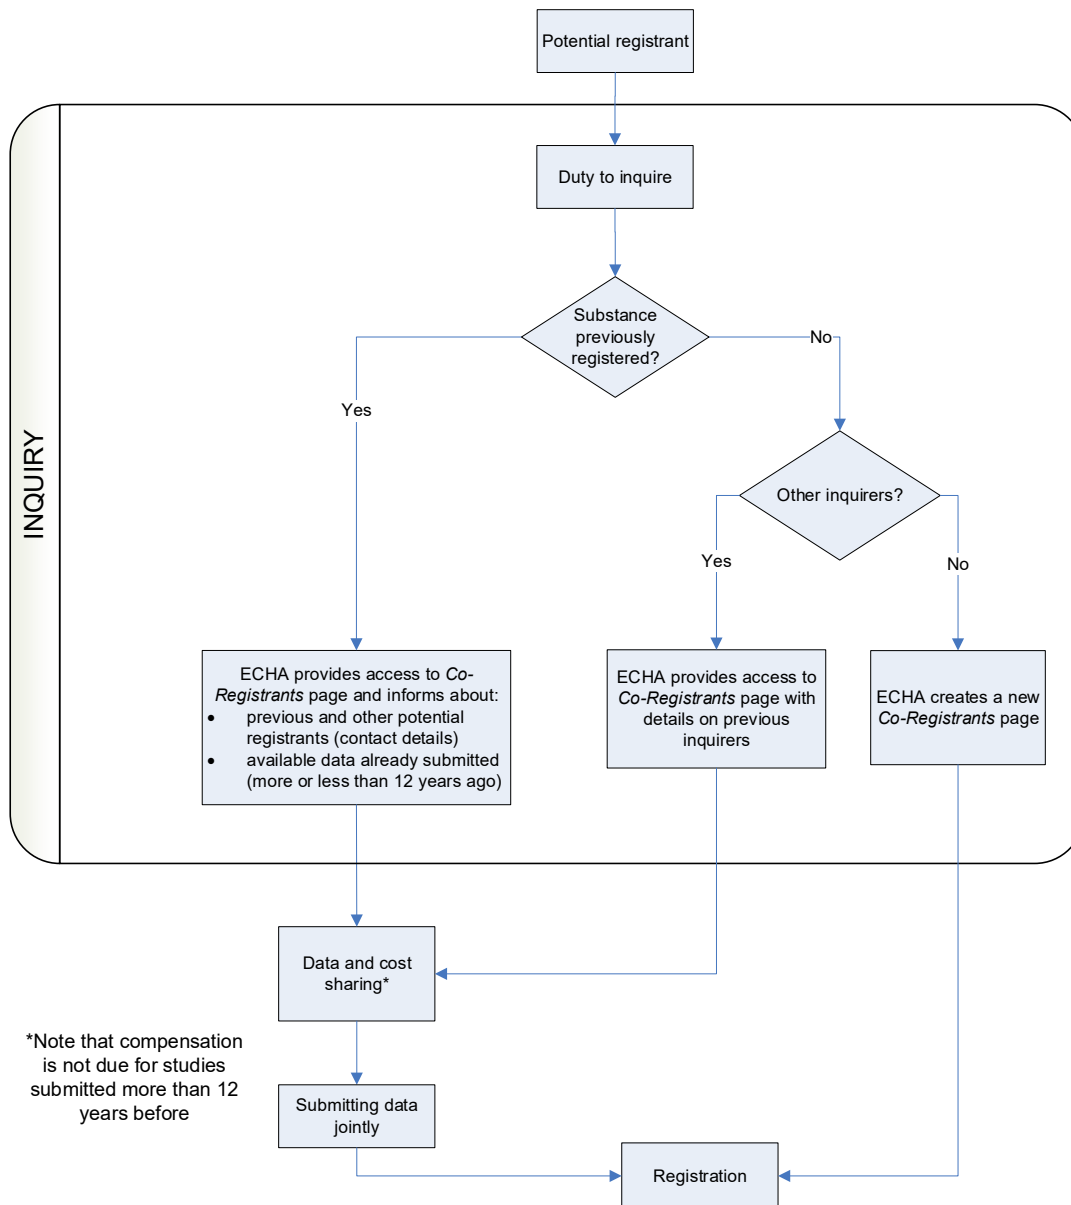 Potential registrant
INQUIRY
Duty to inquire
Substance
previously
registered?
No
Yes
Other inquirers?
Yes
No
ECHA provides access to Co-
Registrants page and informs about:
• previous and other potential
registrants (contact details)
• available data already submitted
(more or less than 12 years ago)
ECHA provides access to
Co-Registrants page with
details on previous
inquirers
ECHA creates a new
Co-Registrants page
Data and cost
sharing*
*Note that compensation
is not due for studies
submitted more than 12
years before
Submitting data
jointly
Registration